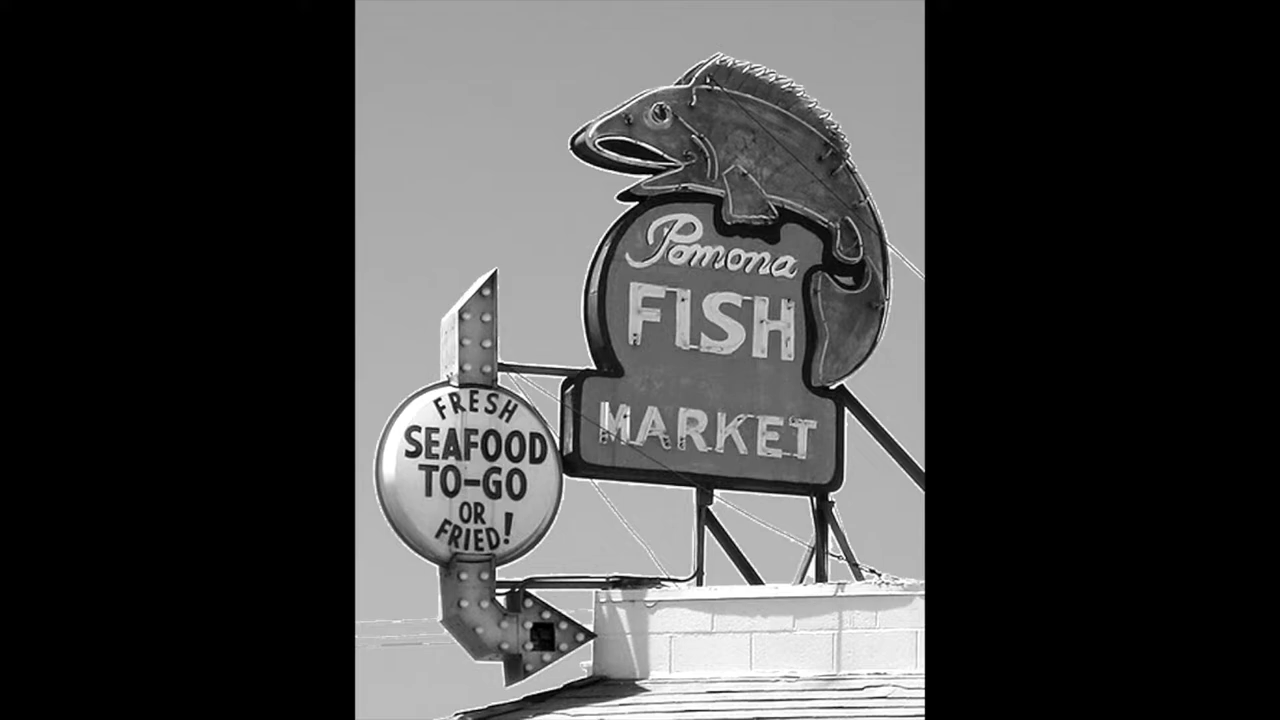 Pomona
FISH
MARKET
FRESH
SEAFOOD
TO-GO
OR
FRIED!